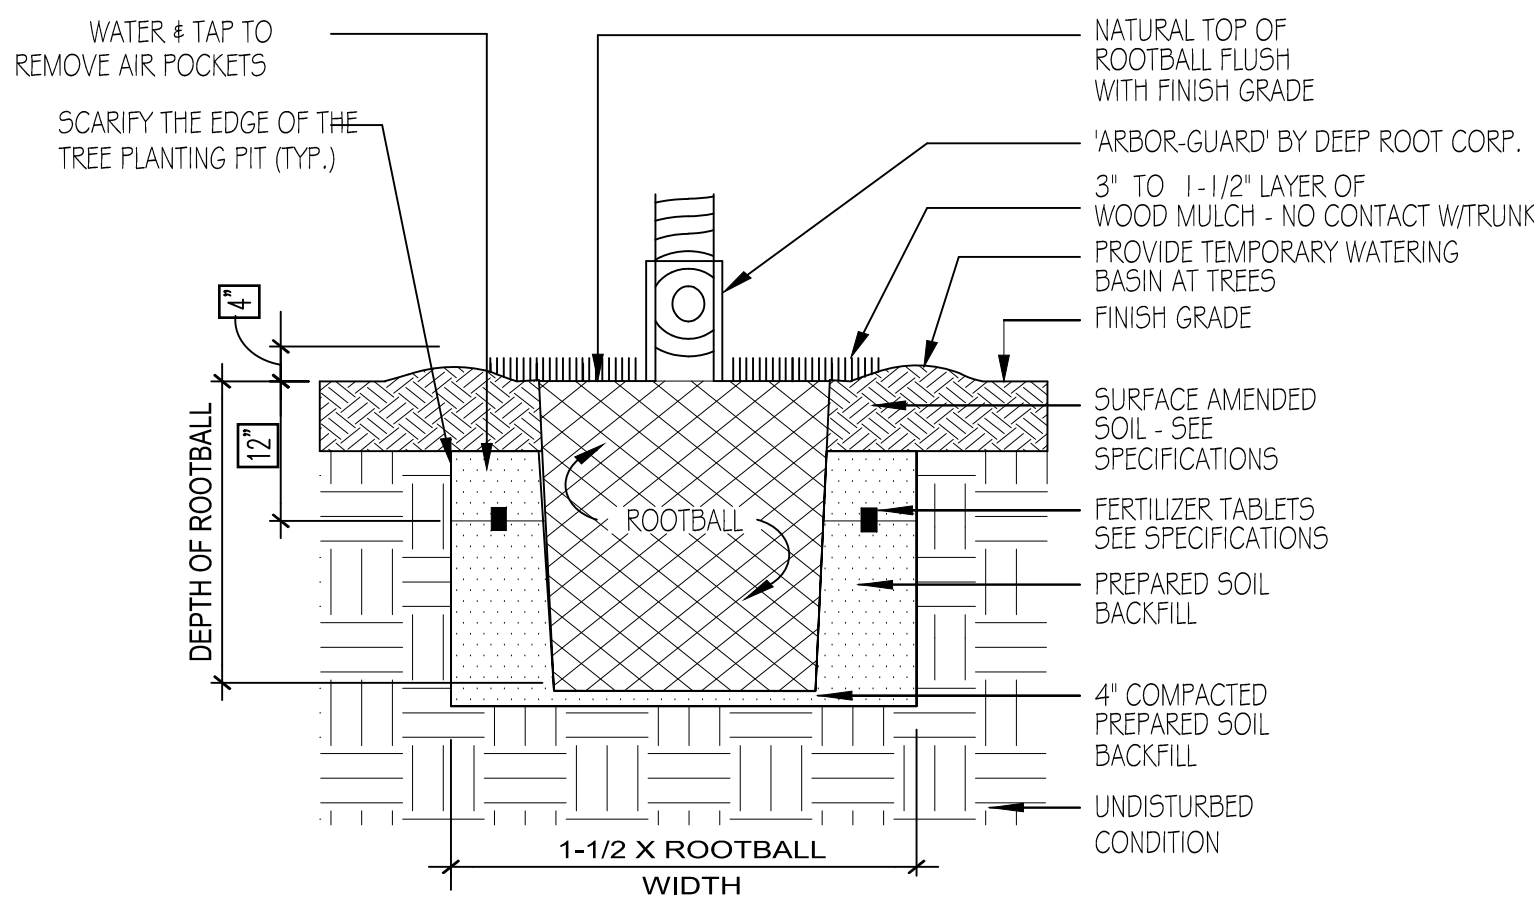 WATER & TAP TO
REMOVE AIR POCKETS
SCARIFY THE EDGE OF THE
TREE PLANTING PIT (TYP.)
NATURAL TOP OF
ROOTBALL FLUSH
WITH FINISH GRADE
'ARBOR-GUARD' BY DEEP ROOT CORP.
3" TO 1-1/2" LAYER OF
WOOD MULCH - NO CONTACT W/TRUNK
PROVIDE TEMPORARY WATERING
BASIN AT TREES
FINISH GRADE
SURFACE AMENDED
SOIL - SEE
SPECIFICATIONS
FERTILIZER TABLETS
SEE SPECIFICATIONS
PREPARED SOIL
BACKFILL
4" COMPACTED
PREPARED SOIL
BACKFILL
UNDISTURBED
CONDITION
4"
12"
DEPTH OF ROOTBALL
ROOTBALL
1-1/2 X ROOTBALL
WIDTH